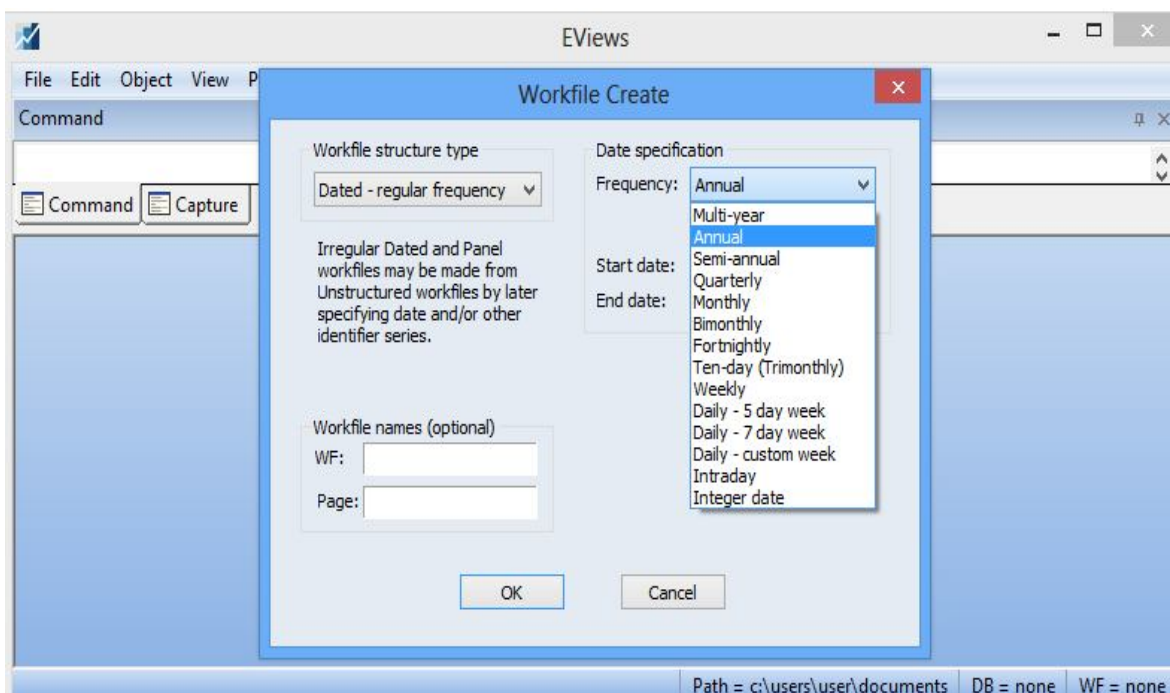 EViews
File Edit Object View P
Command
Command Capture
Workfile Create
Workfile structure type
Dated - regular frequency
Irregular Dated and Panel
workfiles may be made from
Unstructured workfiles by later
specifying date and/or other
identifier series.
Workfile names (optional)
WF:
Page:
Date specification
Frequency: Annual
Multi-year
Annual
Semi-annual
Quarterly
Monthly
Bimonthly
Fortnightly
Ten-day (Trimonthly)
Weekly
Daily - 5 day week
Daily - 7 day week
Daily - custom week
Intraday
Integer date
Start date:
End date:
OK Cancel
Path = c:\users\user\documents DB = none WF = none